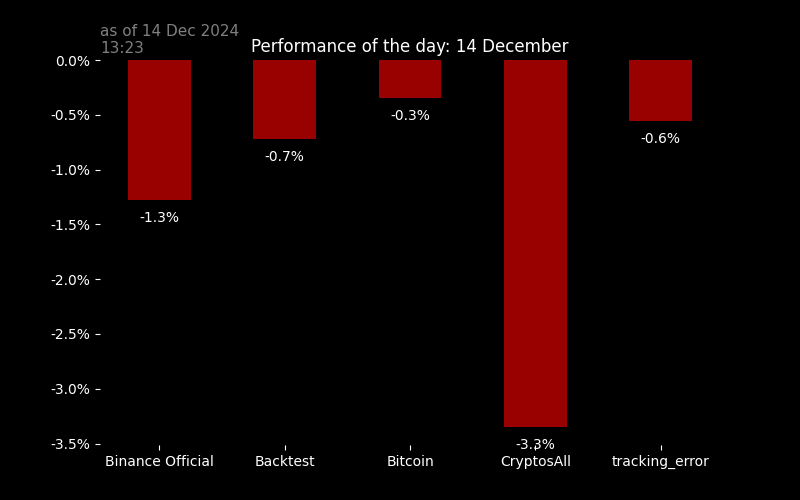 as of 14 Dec 2024
13:23
Performance of the day: 14 December
0.0%
-0.5%
-1.0%
-1.5%
-2.0%
-2.5%
-3.0%
-3.5%
-1.3%
-0.7%
-0.3%
-3.3%
-0.6%
Binance Official
Backtest
Bitcoin
CryptosAll
tracking_error